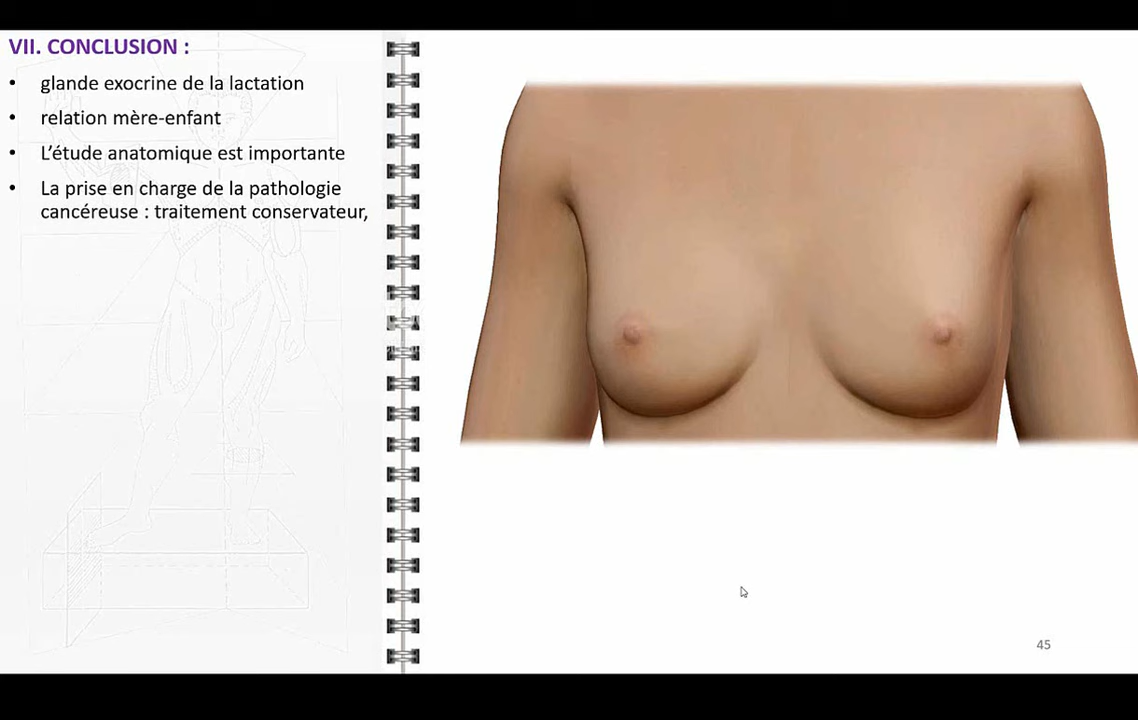 VII. CONCLUSION :
• glande exocrine de la lactation
• relation mère-enfant
• L’étude anatomique est importante
• La prise en charge de la pathologie
cancéreuse : traitement conservateur,
45